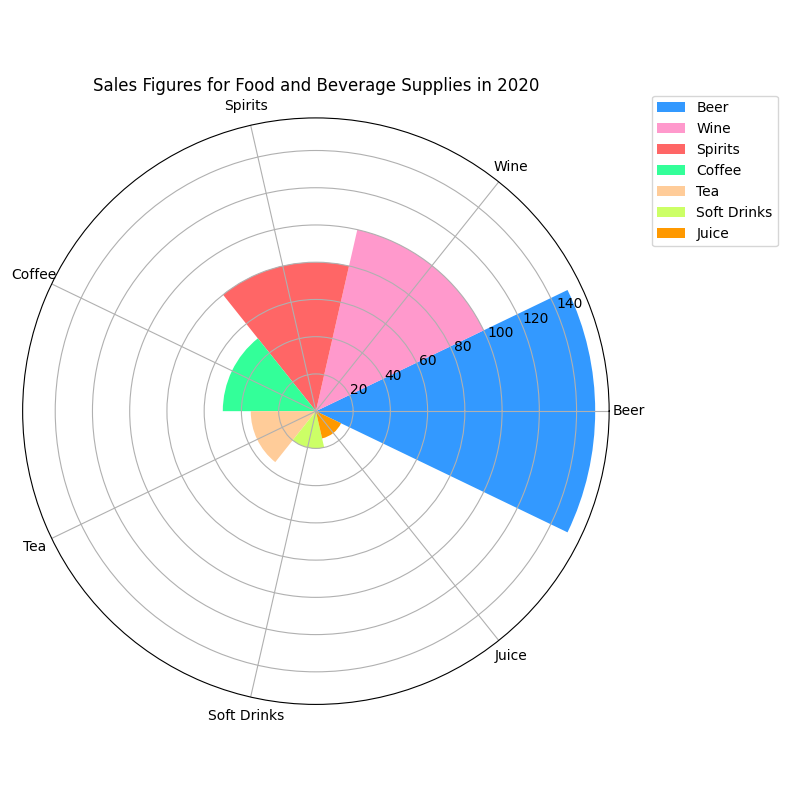 Sales Figures for Food and Beverage Supplies in 2020
Beer
Wine
Spirits
Coffee
Tea
Soft Drinks
Juice
Spirits
Wine
Coffee
140
120
100
80
60
40
20
Beer
Tea
Juice
Soft Drinks